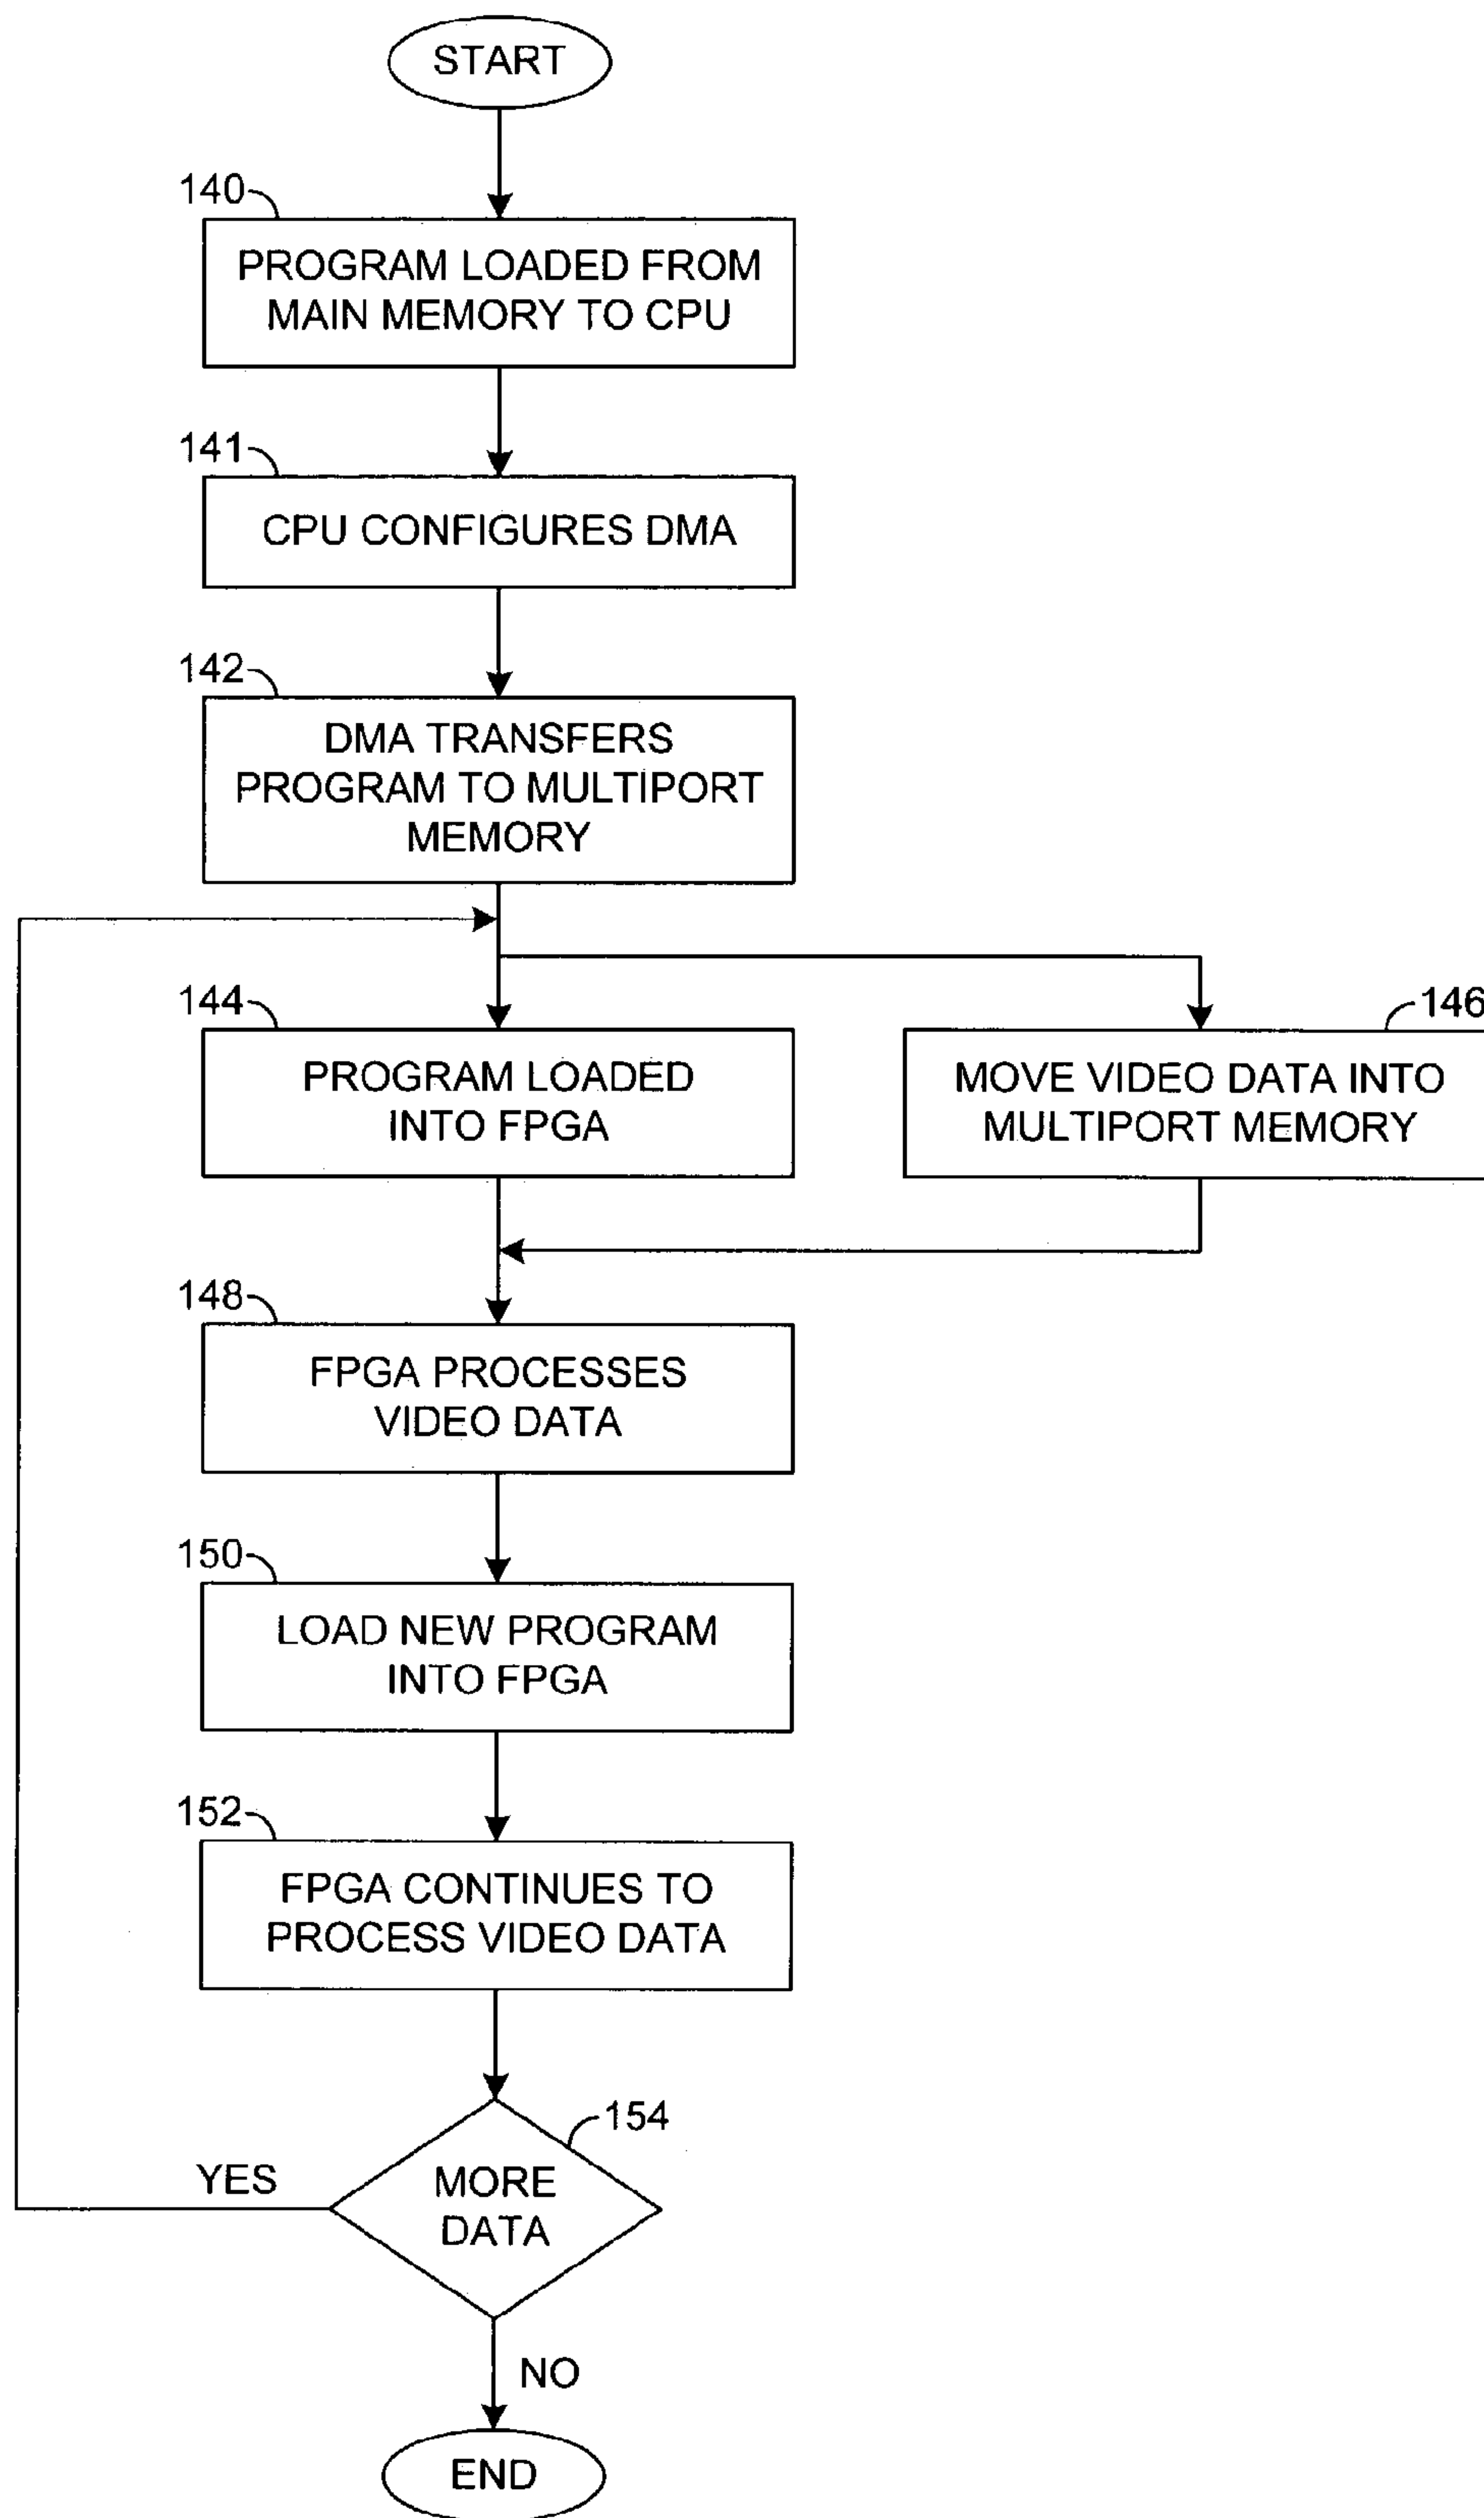 START
140
PROGRAM LOADED FROM
MAIN MEMORY TO CPU
141
CPU CONFIGURES DMA
142
DMA TRANSFERS
PROGRAM TO MULTIPORT
MEMORY
144
PROGRAM LOADED
INTO FPGA
146
MOVE VIDEO DATA INTO
MULTIPORT MEMORY
148
FPGA PROCESSES
VIDEO DATA
150
LOAD NEW PROGRAM
INTO FPGA
152
FPGA CONTINUES TO
PROCESS VIDEO DATA
154
MORE
DATA
YES
NO
END